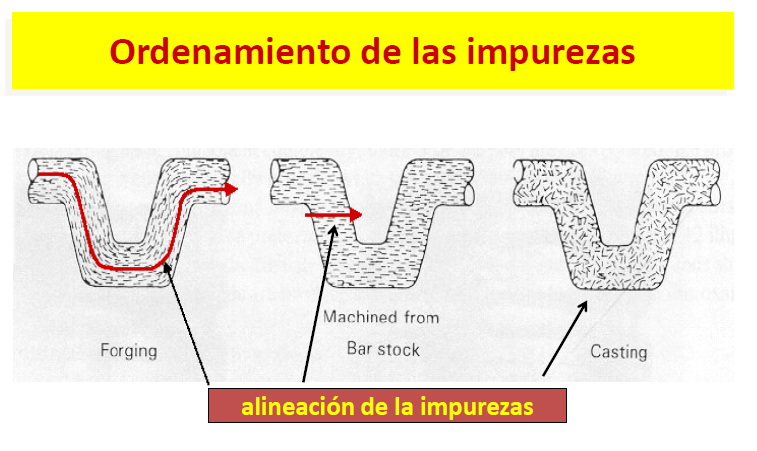 Ordenamiento de las impurezas
Forging
Machined from
Bar stock
Casting
alineación de la impurezas